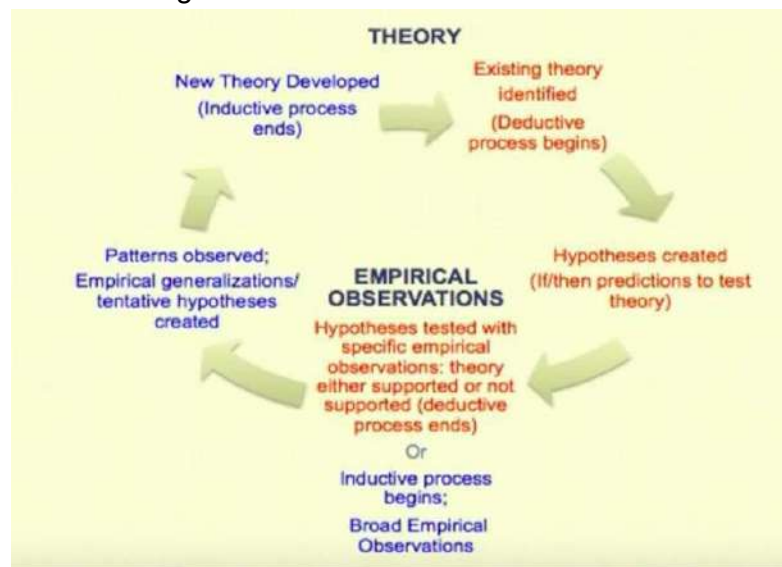 THEORY
New Theory Developed
(Inductive process
ends)
Existing theory
identified
(Deductive
process begins)
Hypotheses created
(If/then predictions to test
theory)
EMPIRICAL
OBSERVATIONS
Hypotheses tested with
specific empirical
observations: theory
either supported or not
supported (deductive
process ends)
Or
Inductive process
begins;
Broad Empirical
Observations
Patterns observed;
Empirical generalizations/
tentative hypotheses
created